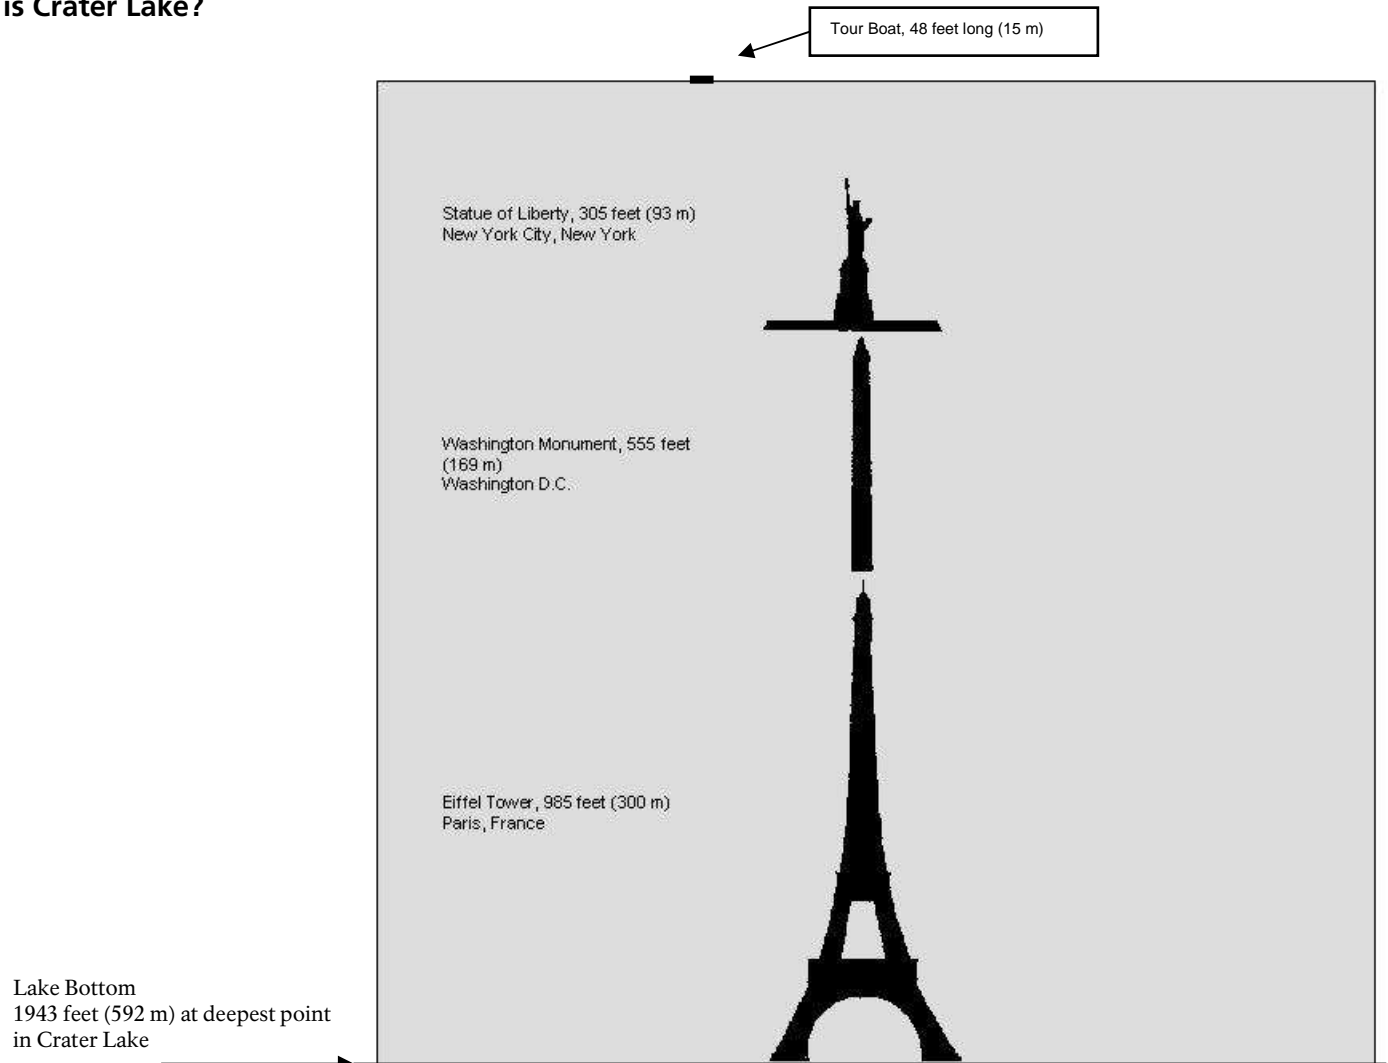 is Crater Lake?
Tour Boat, 48 feet long (15 m)
Statue of Liberty, 305 feet (93 m)
New York City, New York
Washington Monument, 555 feet
(169 m)
Washington D.C.
Eiffel Tower, 985 feet (300 m)
Paris, France
Lake Bottom
1943 feet (592 m) at deepest point
in Crater Lake